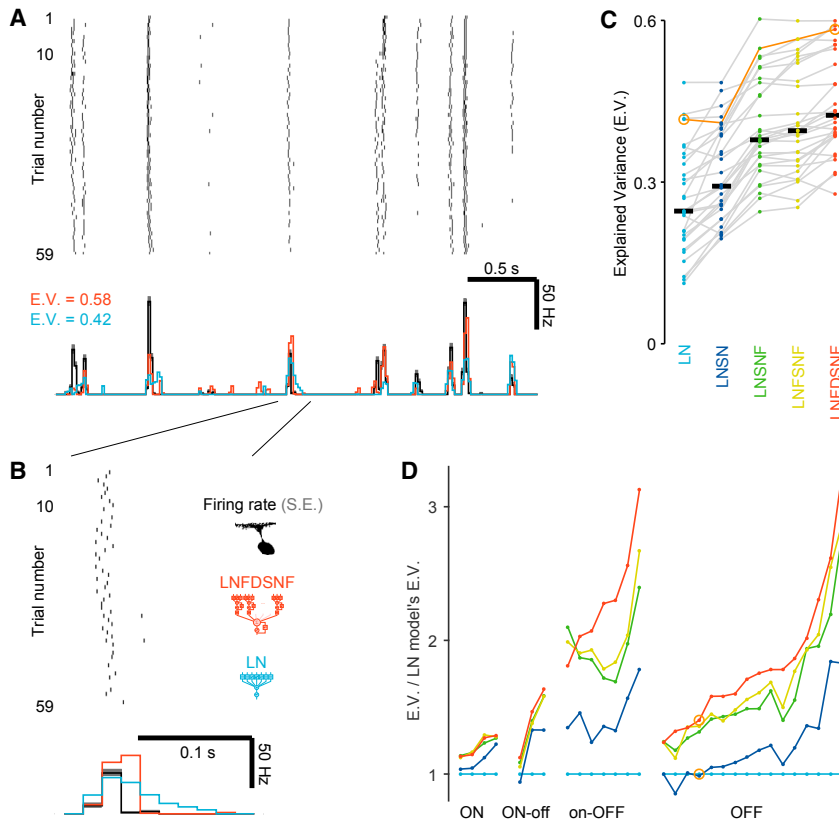 A
1
10
Trial number
59
0.5 s
50 Hz
E.V. = 0.58
E.V. = 0.42
B
1
10
Trial number
59
Firing rate (S.E.)
LNFDSNF
LN
0.1 s
50 Hz
C
0.6
0.3
0
Explained Variance (E.V.)
LN
LNSN
LNSNF
LNFSNF
LNFDSNF
D
3
2
1
E.V. / LN model's E.V.
ON
ON-off
on-OFF
OFF